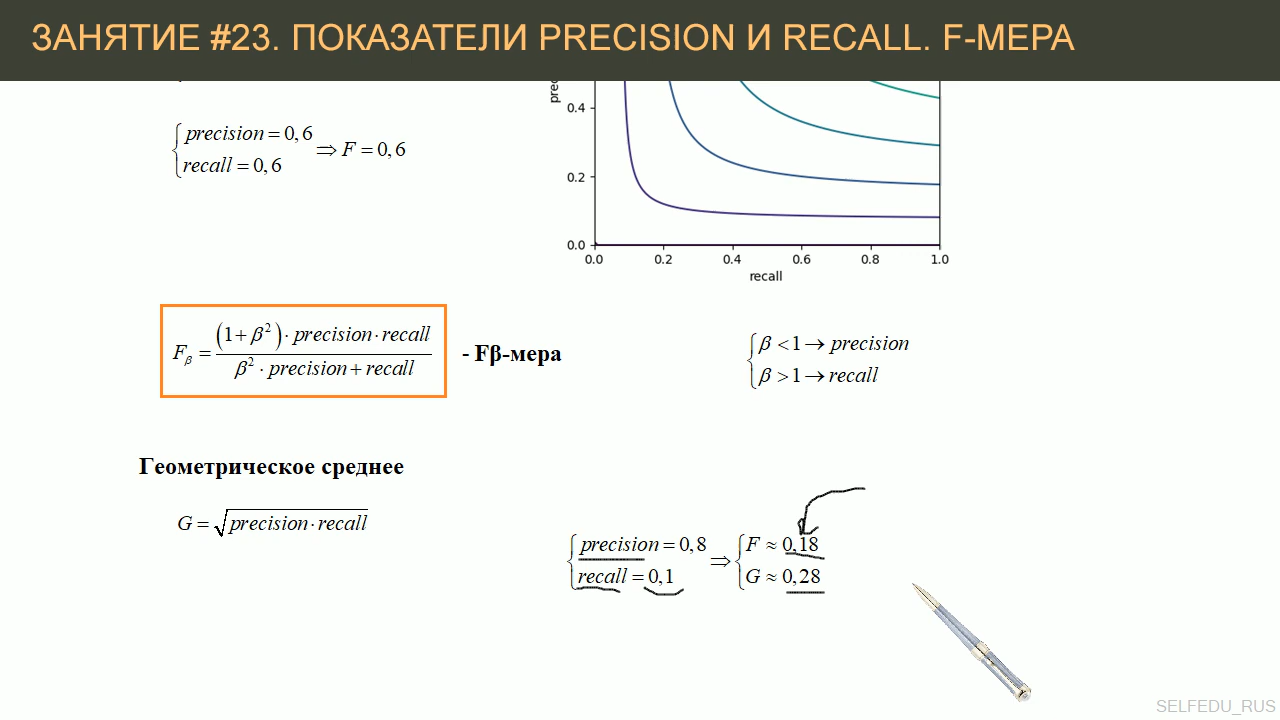 ЗАНЯТИЕ #23. ПОКАЗАТЕЛИ PRECISION И RECALL. F-МЕРА
prec
0.4
0.2
0.0
0.0 0.2 0.4 0.6 0.8 1.0
recall
precision = 0,6
recall = 0,6
⇒ F = 0,6
F_β = (1+β²)·precision·recall / β²·precision+recall
- Fβ-мера
β < 1 → precision
β > 1 → recall
Геометрическое среднее
G = √precision·recall
precision = 0,8
recall = 0,1
⇒
F ≈ 0,18
G ≈ 0,28
SELFEDU_RUS